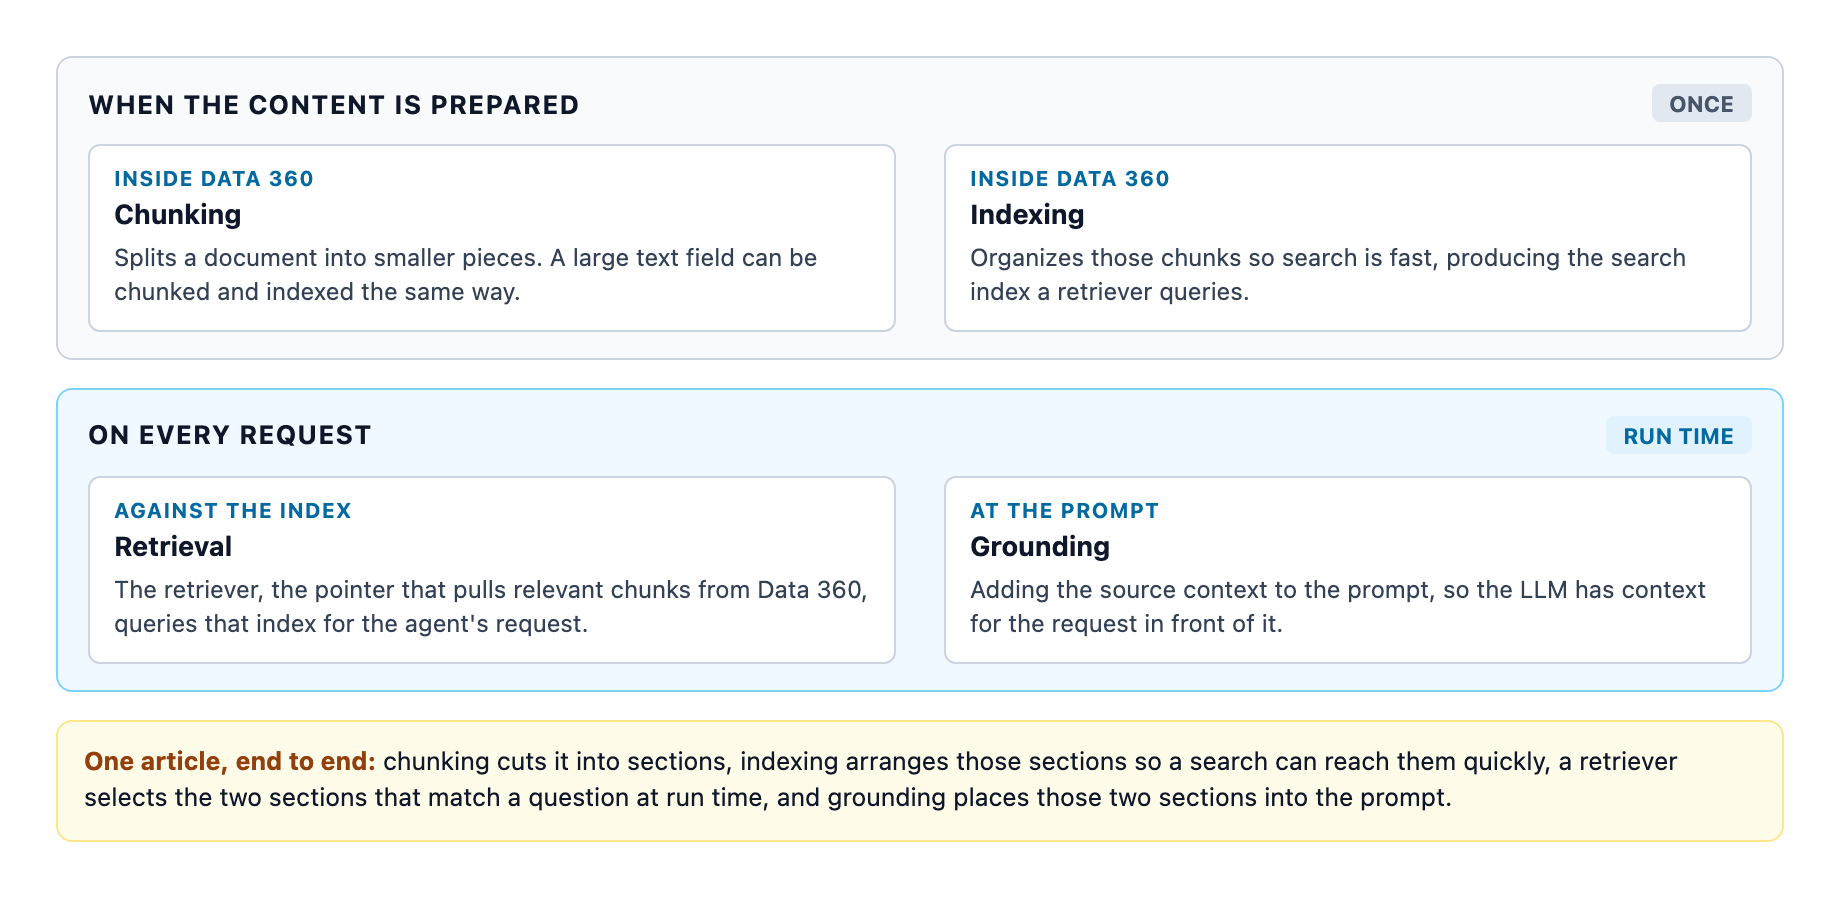 WHEN THE CONTENT IS PREPARED
ONCE
INSIDE DATA 360
Chunking
Splits a document into smaller pieces. A large text field can be
chunked and indexed the same way.
INSIDE DATA 360
Indexing
Organizes those chunks so search is fast, producing the search
index a retriever queries.
ON EVERY REQUEST
RUN TIME
AGAINST THE INDEX
Retrieval
The retriever, the pointer that pulls relevant chunks from Data 360,
queries that index for the agent's request.
AT THE PROMPT
Grounding
Adding the source context to the prompt, so the LLM has context
for the request in front of it.
One article, end to end: chunking cuts it into sections, indexing arranges those sections so a search can reach them quickly, a retriever
selects the two sections that match a question at run time, and grounding places those two sections into the prompt.